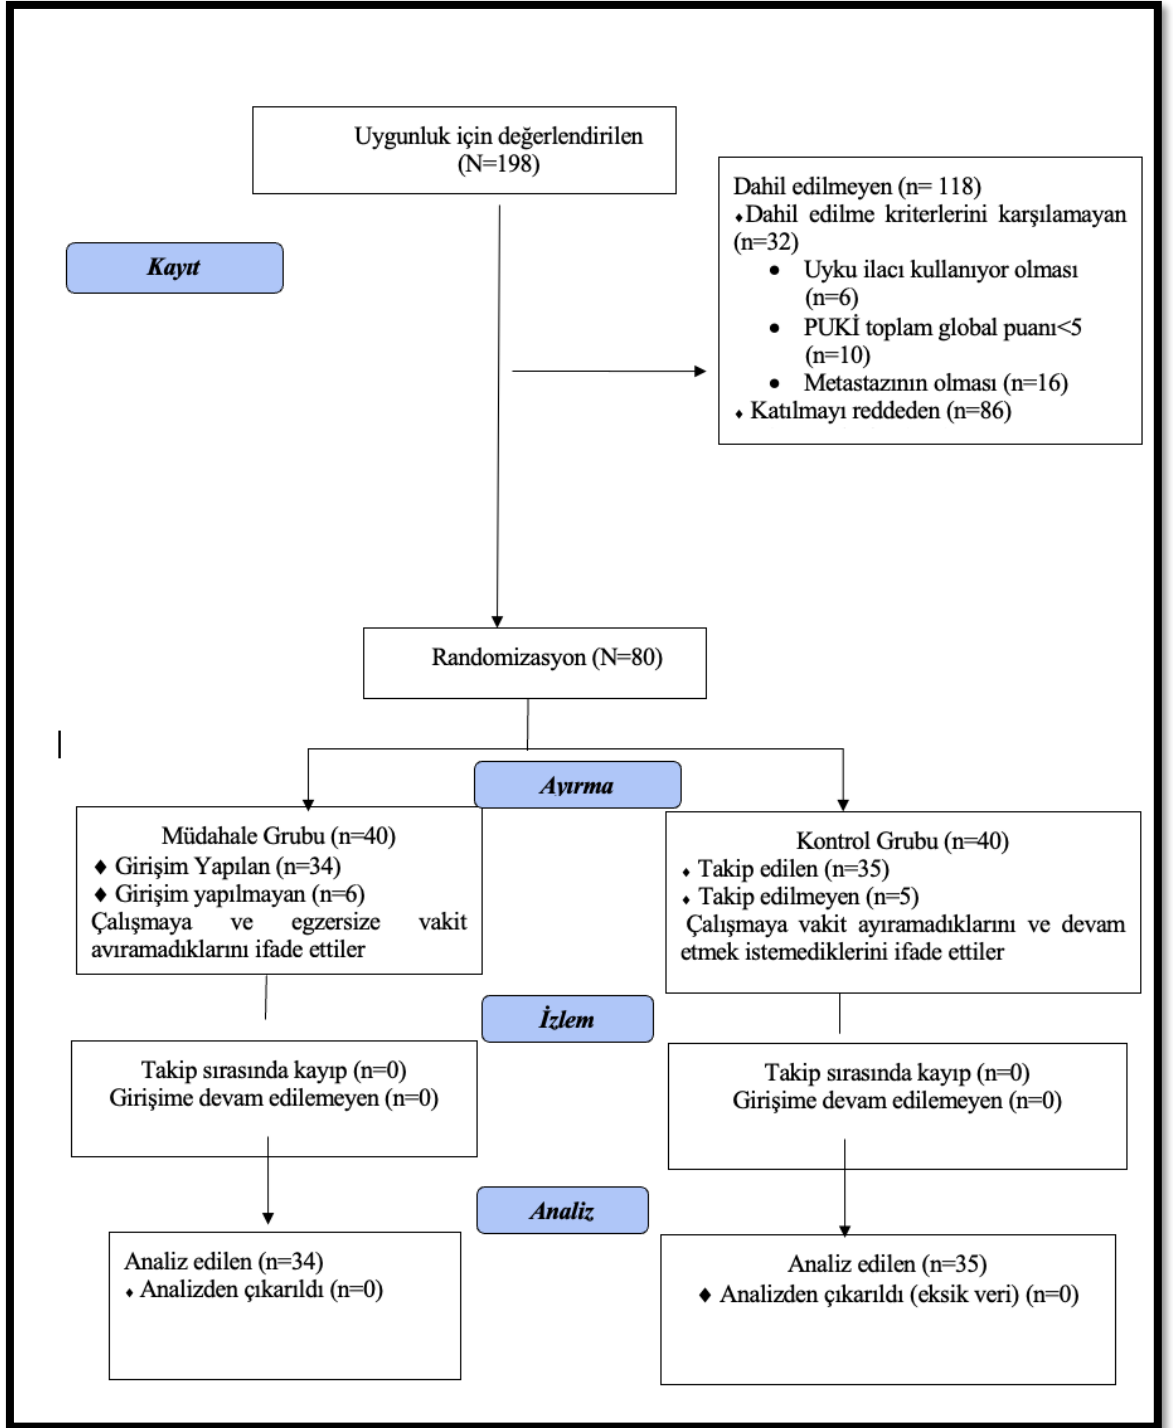 Uygunluk için değerlendirilen
(N=198)
Dahil edilmeyen (n= 118)
⬧Dahil edilme kriterlerini karşılamayan
(n=32)
• Uyku ilacı kullanıyor olması
(n=6)
• PUKİ toplam global puanı<5
(n=10)
• Metastazının olması (n=16)
⬧ Katılmayı reddeden (n=86)
Kayıt
Randomizasyon (N=80)
Ayırma
Müdahale Grubu (n=40)
♦ Girişim Yapılan (n=34)
♦ Girişim yapılmayan (n=6)
Çalışmaya ve egzersize vakit
ayıramadıklarını ifade ettiler
Kontrol Grubu (n=40)
⬧ Takip edilen (n=35)
⬧ Takip edilmeyen (n=5)
Çalışmaya vakit ayıramadıklarını ve devam
etmek istemediklerini ifade ettiler
İzlem
Takip sırasında kayıp (n=0)
Girişime devam edilemeyen (n=0)
Takip sırasında kayıp (n=0)
Girişime devam edilemeyen (n=0)
Analiz
Analiz edilen (n=34)
⬧ Analizden çıkarıldı (n=0)
Analiz edilen (n=35)
♦ Analizden çıkarıldı (eksik veri) (n=0)